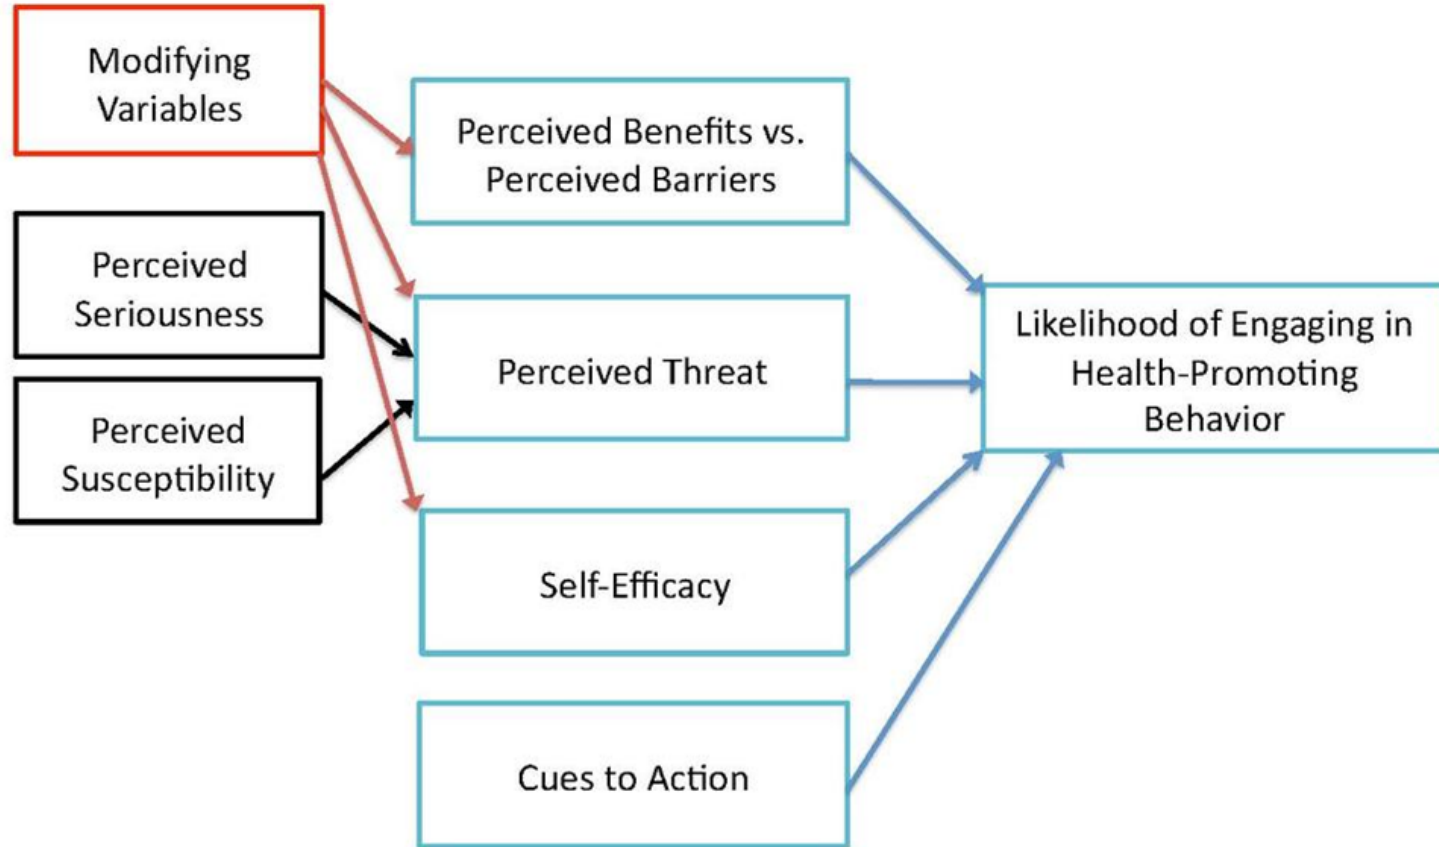 Modifying
Variables
Perceived Benefits vs.
Perceived Barriers
Perceived
Seriousness
Perceived Threat
Likelihood of Engaging in
Health-Promoting
Behavior
Perceived
Susceptibility
Self-Efficacy
Cues to Action